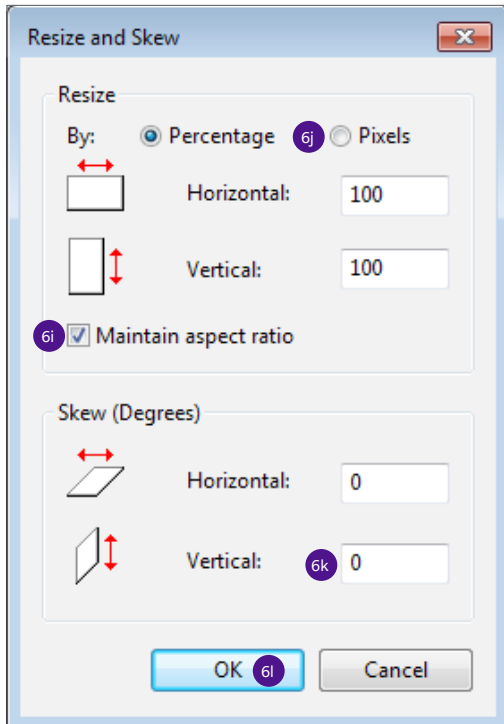 Resize and Skew
Resize
By: Percentage 6j Pixels
Horizontal: 100
Vertical: 100
6i Maintain aspect ratio
Skew (Degrees)
Horizontal: 0
Vertical: 6k 0
OK 6l Cancel